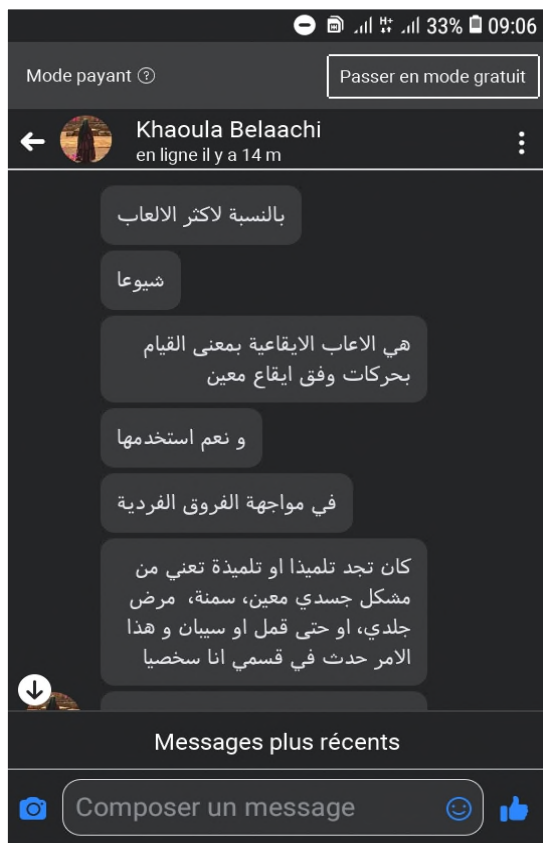 33% 09:06
Mode payant
Passer en mode gratuit
Khaoula Belaachi
en ligne il y a 14 m
بالنسبة لاكثر الالعاب
شيوعا
هي الاعاب الايقاعية بمعنى القيام
بحركات وفق ايقاع معين
و نعم استخدمها
في مواجهة الفروق الفردية
كان تجد تلميذا او تلميذة تعني من
مشكل جسدي معين، سمنة، مرض
جلدي، او حتى قمل او سيبان و هذا
الامر حدث في قسمي انا سخصيا
Messages plus récents
Composer un message